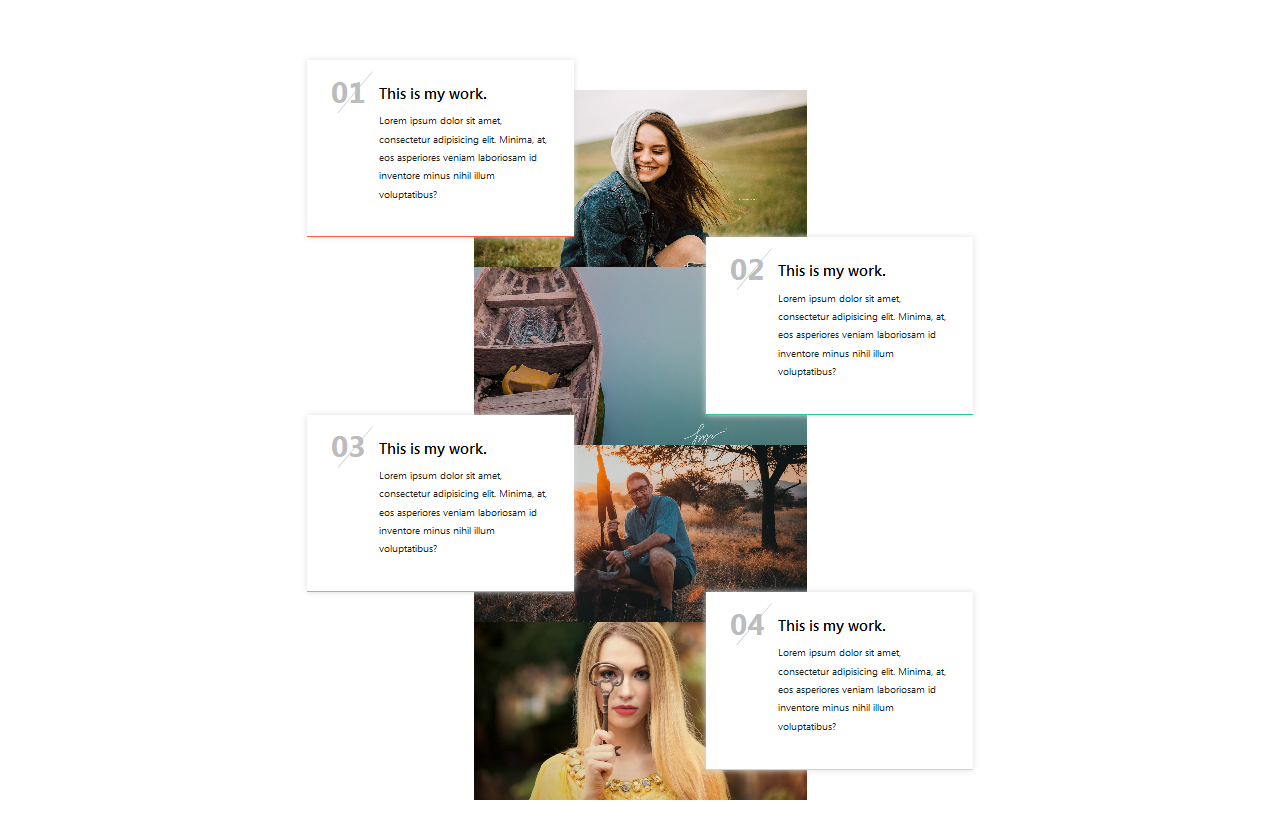 01
This is my work.
Lorem ipsum dolor sit amet,
consectetur adipisicing elit. Minima, at,
eos asperiores veniam laboriosam id
inventore minus nihil illum
voluptatibus?
02
This is my work.
Lorem ipsum dolor sit amet,
consectetur adipisicing elit. Minima, at,
eos asperiores veniam laboriosam id
inventore minus nihil illum
voluptatibus?
03
This is my work.
Lorem ipsum dolor sit amet,
consectetur adipisicing elit. Minima, at,
eos asperiores veniam laboriosam id
inventore minus nihil illum
voluptatibus?
04
This is my work.
Lorem ipsum dolor sit amet,
consectetur adipisicing elit. Minima, at,
eos asperiores veniam laboriosam id
inventore minus nihil illum
voluptatibus?